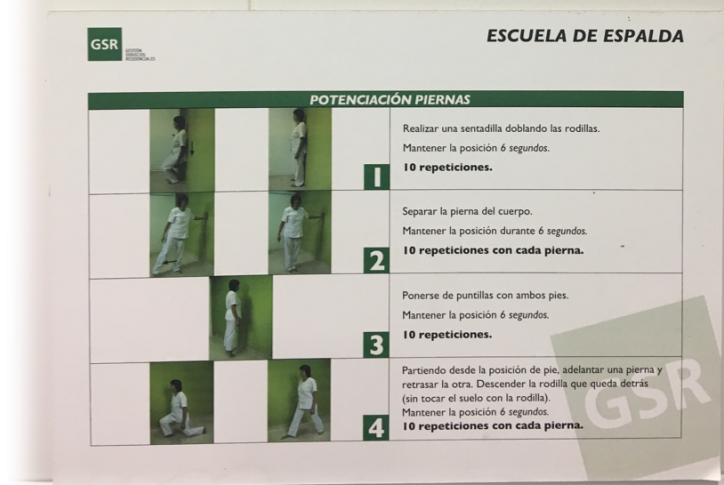 GSR
GESTIÓN
SERVICIOS
RESIDENCIALES
ESCUELA DE ESPALDA
POTENCIACIÓN PIERNAS
Realizar una sentadilla doblando las rodillas.
Mantener la posición 6 segundos.
1
10 repeticiones.
Separar la pierna del cuerpo.
Mantener la posición durante 6 segundos.
2
10 repeticiones con cada pierna.
Ponerse de puntillas con ambos pies.
Mantener la posición 6 segundos.
3
10 repeticiones.
Partiendo desde la posición de pie, adelantar una pierna y
retrasar la otra. Descender la rodilla que queda detrás
(sin tocar el suelo con la rodilla).
Mantener la posición 6 segundos.
4
10 repeticiones con cada pierna.
GSR